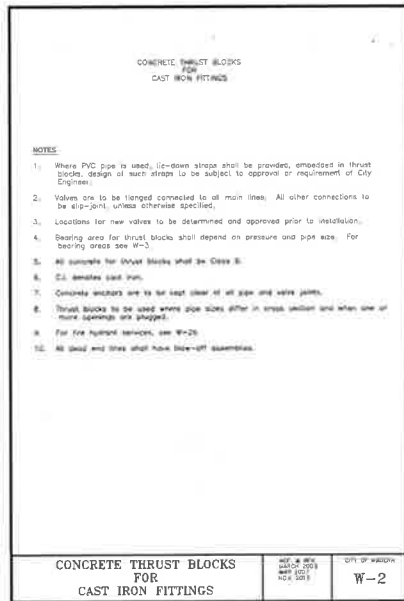 CONCRETE THRUST BLOCKS
FOR
CAST IRON FITTINGS
NOTES
1. Where PVC pipe is used, tie-down straps shall be provided, embedded in thrust
blocks, design of such straps to be subject to approval or requirement of City
Engineer.
2. Valves are to be flanged connected to all main lines. All other connections to
be slip-joint, unless otherwise specified.
3. Locations for new valves to be determined and approved prior to installation.
4. Bearing area for thrust blocks shall depend on pressure and pipe size. For
bearing areas see W-3
5. All concrete for thrust blocks shall be Class B.
6. C.I. denotes cast iron.
7. Concrete anchors are to be kept clear of all pipe and valve joints.
8. Thrust blocks to be used where pipe sizes differ in cross section and when one or
more openings are plugged.
9. For fire hydrant services, see
10. All dead end lines shall have blow-off assemblies.
CONCRETE THRUST BLOCKS
FOR
CAST IRON FITTINGS
MARCH 2003
MAR 2007
NOV. 2013
CITY OF
W-2